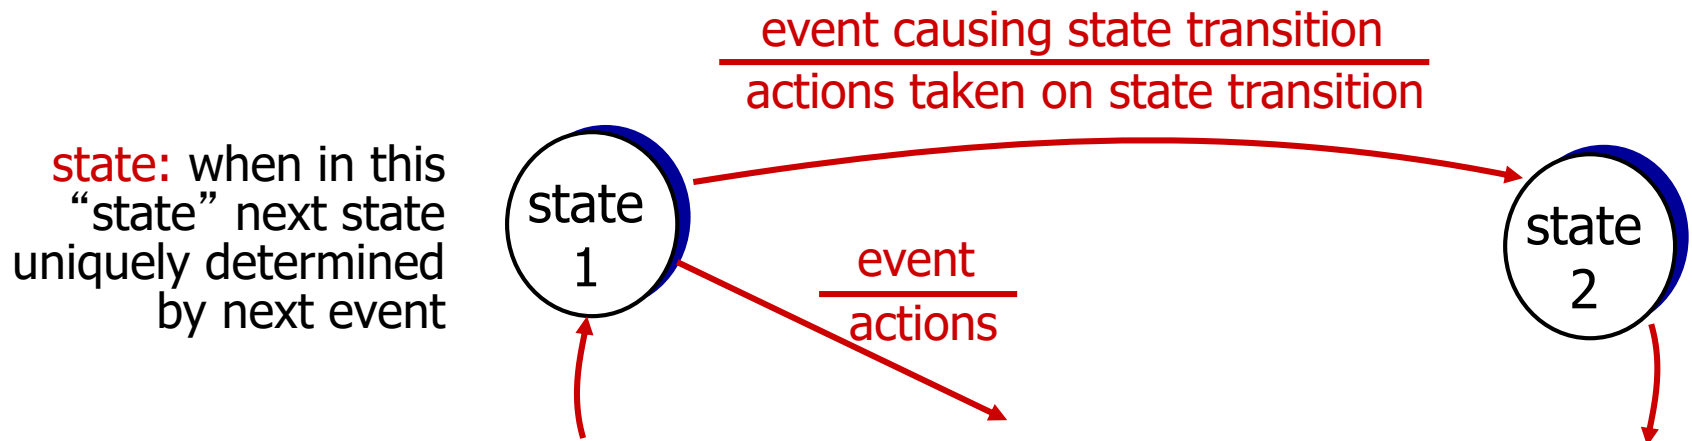 event causing state transition
actions taken on state transition
state: when in this
“state” next state
uniquely determined
by next event
state
1
event
actions
state
2